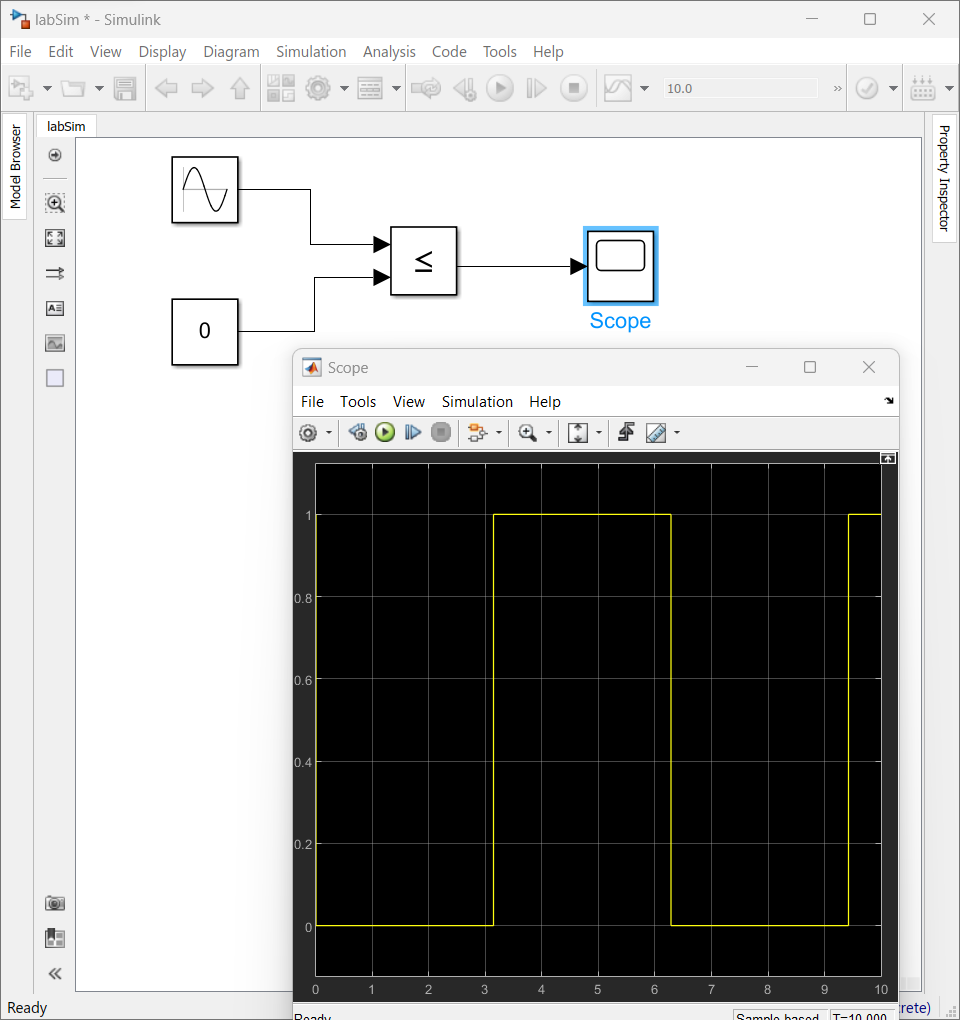 labSim * - Simulink
File Edit View Display Diagram Simulation Analysis Code Tools Help
10.0 »
Model Browser
labSim
Property Inspector
≤
0
Scope
Scope
File Tools View Simulation Help
1
0.8
0.6
0.4
0.2
0
0 1 2 3 4 5 6 7 8 9 10
Ready Sample based T=10.000
Ready crete)